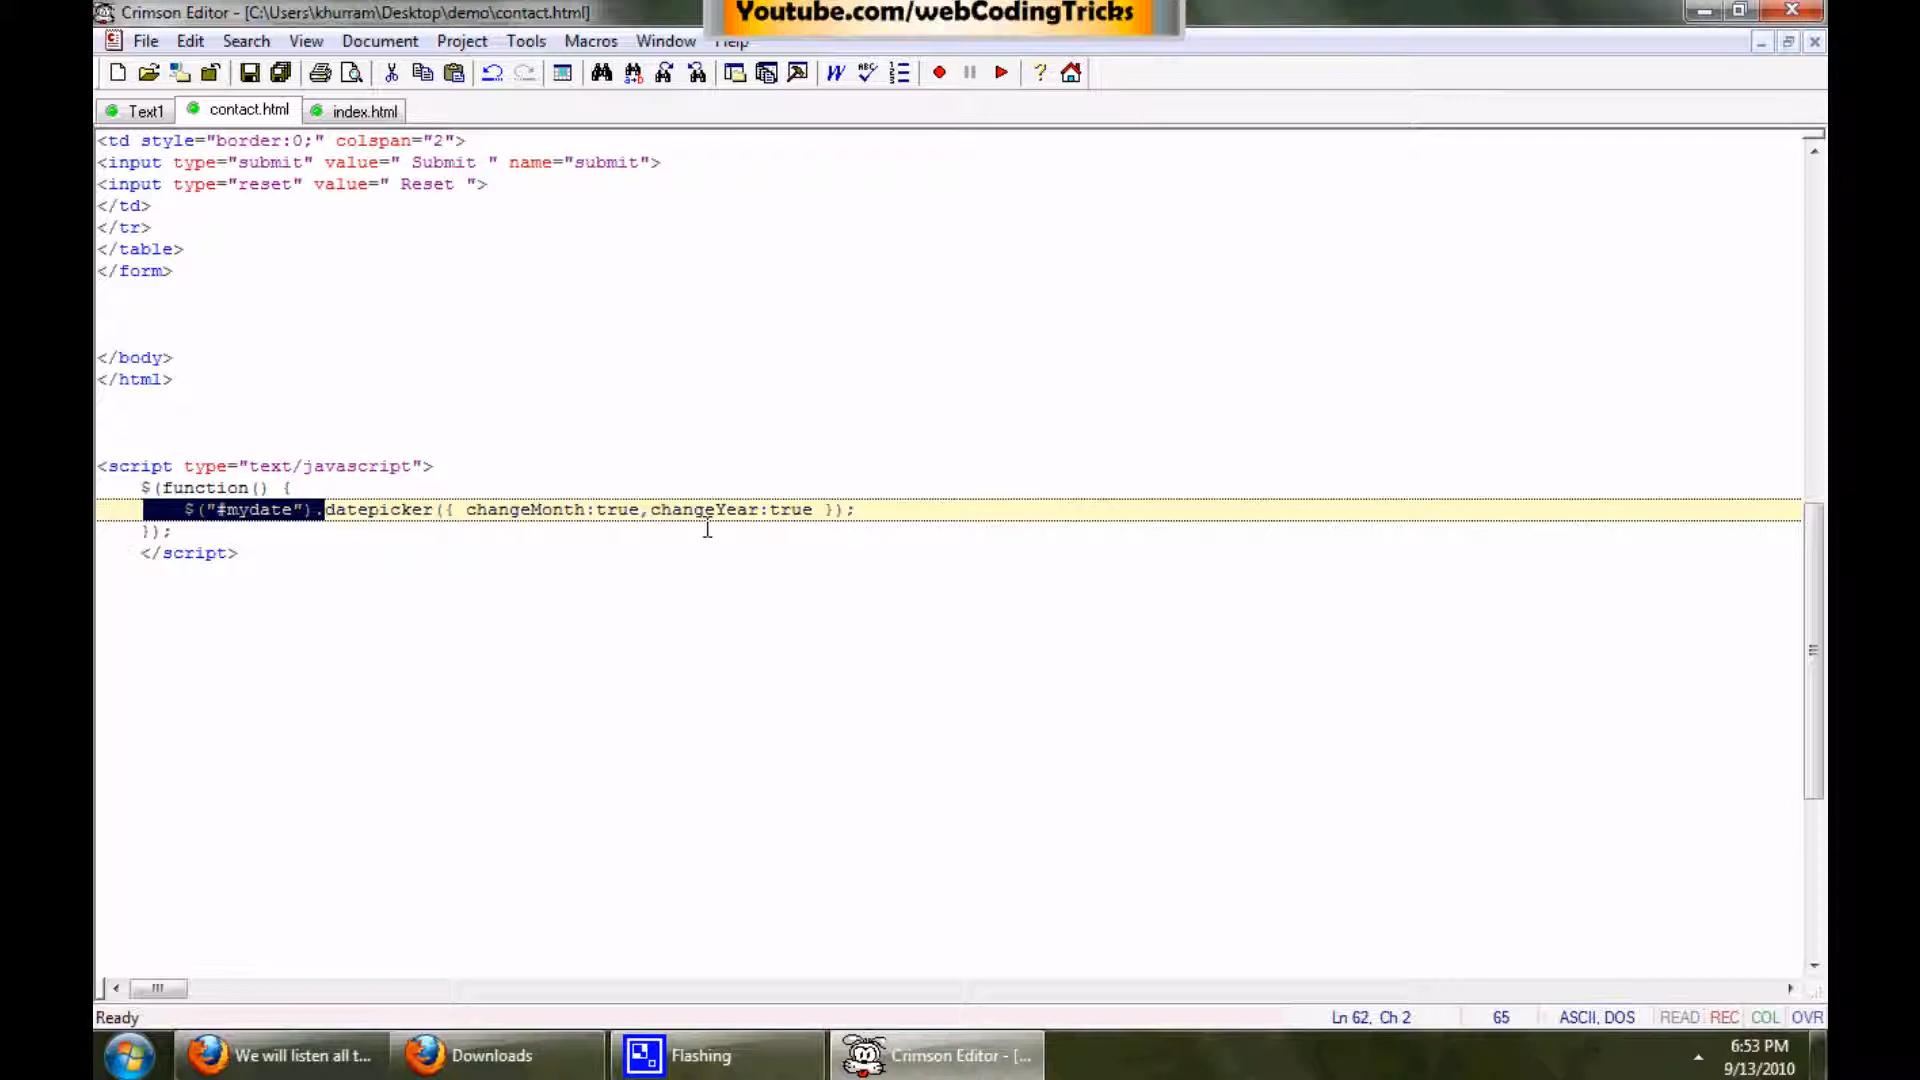 Crimson Editor - [C:\Users\khurram\Desktop\demo\contact.html]
Youtube.com/webCodingTricks
File Edit Search View Document Project Tools Macros Window Help
Text1 contact.html index.html
<td style="border:0;" colspan="2">
<input type="submit" value=" Submit " name="submit">
<input type="reset" value=" Reset ">
</td>
</tr>
</table>
</form>
</body>
</html>
<script type="text/javascript">
$(function() {
$("#mydate").datepicker({ changeMonth:true,changeYear:true });
});
</script>
Ready Ln 62, Ch 2 65 ASCII, DOS READ REC COL OVR
We will listen all t... Downloads Flashing Crimson Editor - [... 6:53 PM
9/13/2010